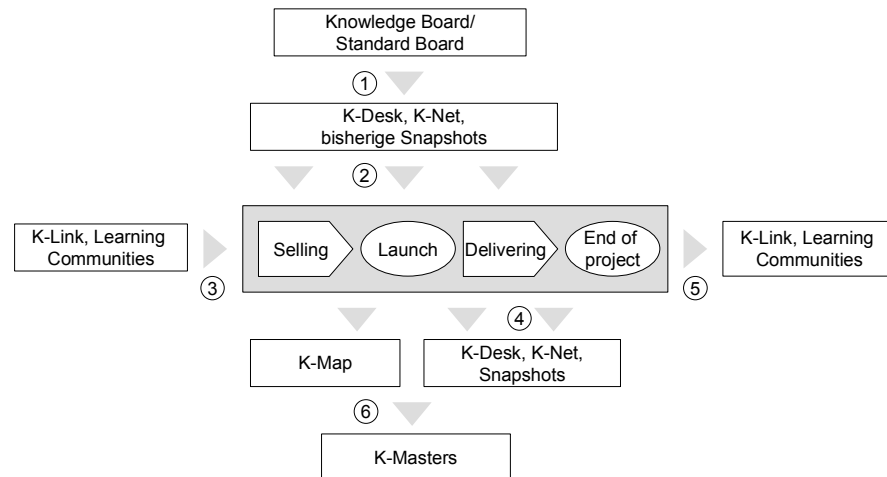 Knowledge Board/
Standard Board
1
K-Desk, K-Net,
bisherige Snapshots
2
K-Link, Learning
Communities
3
Selling
Launch
Delivering
End of
project
5
K-Link, Learning
Communities
4
K-Map
K-Desk, K-Net,
Snapshots
6
K-Masters